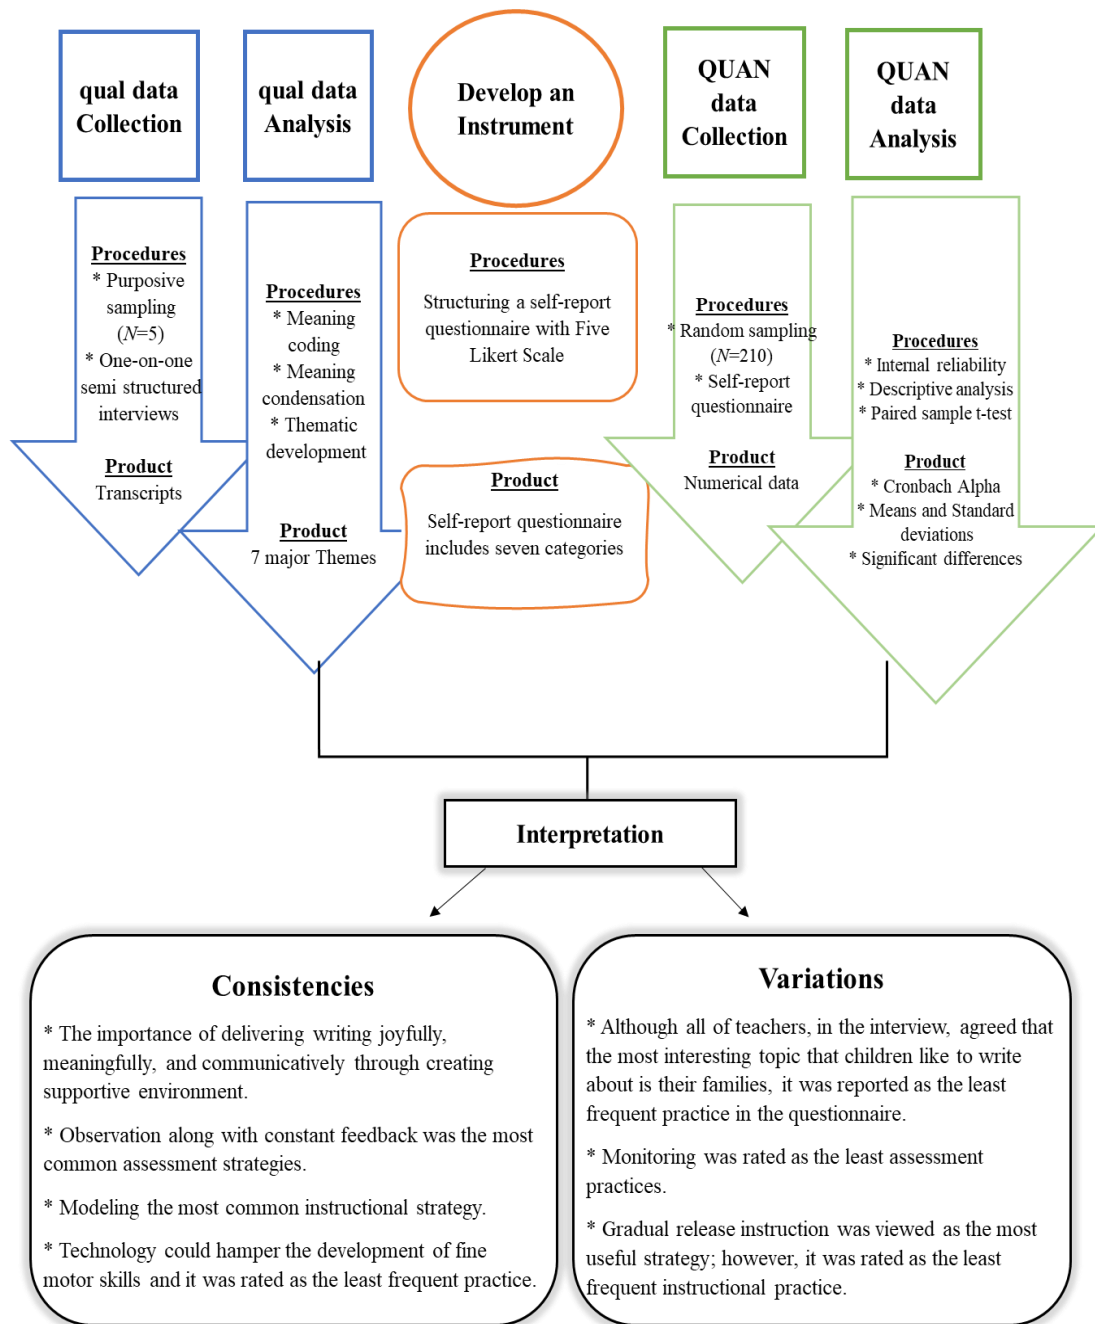 qual data
Collection
qual data
Analysis
Develop an
Instrument
QUAN
data
Collection
QUAN
data
Analysis
Procedures
* Purposive
sampling
(N=5)
* One-on-one
semi structured
interviews
Product
Transcripts
Procedures
* Meaning
coding
* Meaning
condensation
* Thematic
development
Product
7 major Themes
Procedures
Structuring a self-report
questionnaire with Five
Likert Scale
Product
Self-report questionnaire
includes seven categories
Procedures
* Random sampling
(N=210)
* Self-report
questionnaire
Product
Numerical data
Procedures
* Internal reliability
* Descriptive analysis
* Paired sample t-test
Product
* Cronbach Alpha
* Means and Standard
deviations
* Significant differences
Interpretation
Consistencies
* The importance of delivering writing joyfully,
meaningfully, and communicatively through creating
supportive environment.
* Observation along with constant feedback was the most
common assessment strategies.
* Modeling the most common instructional strategy.
* Technology could hamper the development of fine
motor skills and it was rated as the least frequent practice.
Variations
* Although all of teachers, in the interview, agreed that
the most interesting topic that children like to write
about is their families, it was reported as the least
frequent practice in the questionnaire.
* Monitoring was rated as the least assessment
practices.
* Gradual release instruction was viewed as the most
useful strategy; however, it was rated as the least
frequent instructional practice.